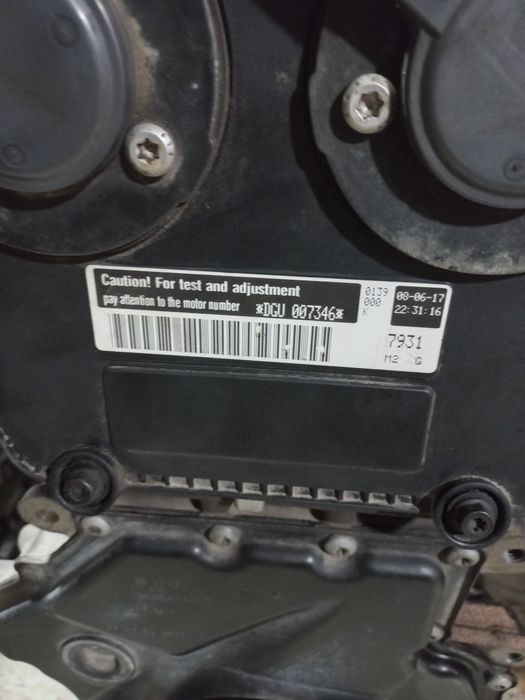 Caution! For test and adjustment
pay attention to the motor number *DGU 007346*
0139
000
K
08-06-17
22:31:16
7931
M2 G